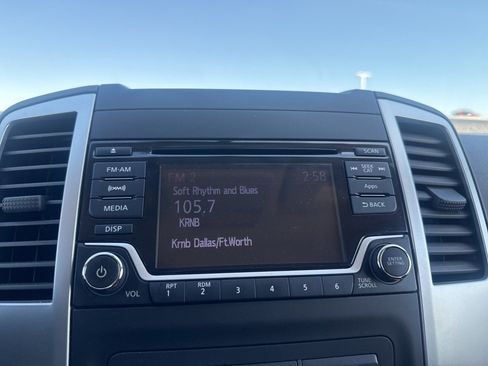 SCAN
FM·AM
FM 2
2:58
SEEK
CAT
Soft Rhythm and Blues
(XM)
Apps
105.7
MEDIA
BACK
KRNB
DISP
Krnb Dallas/Ft.Worth
ENTER
SETTING
VOL
RPT
1
RDM
2
3
4
5
6
TUNE
SCROLL